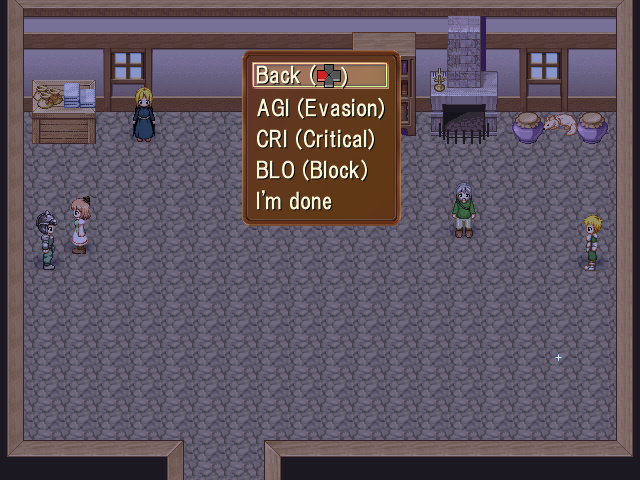 Back ( )
AGI (Evasion)
CRI (Critical)
BLO (Block)
I'm done